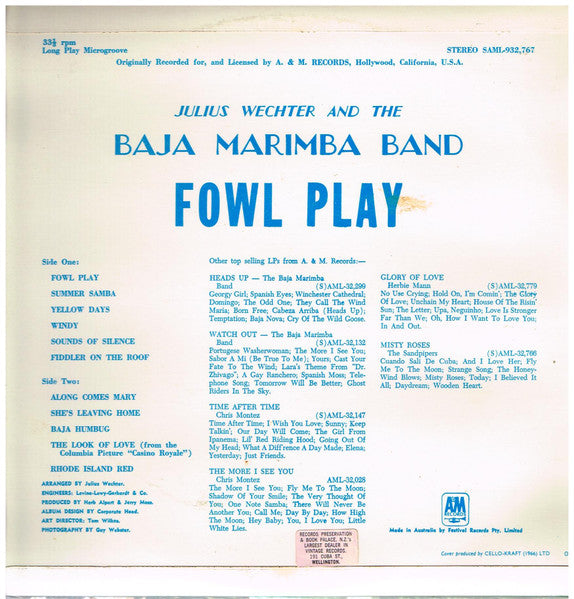 33⅓ rpm
Long Play Microgroove
STEREO SAML-932,767
Originally Recorded for, and Licensed by A. & M. RECORDS, Hollywood, California, U.S.A.
JULIUS WECHTER AND THE
BAJA MARIMBA BAND
FOWL PLAY
Side One:
FOWL PLAY
SUMMER SAMBA
YELLOW DAYS
WINDY
SOUNDS OF SILENCE
FIDDLER ON THE ROOF
Side Two:
ALONG COMES MARY
SHE'S LEAVING HOME
BAJA HUMBUG
THE LOOK OF LOVE (from the
Columbia Picture "Casino Royale")
RHODE ISLAND RED
ARRANGED BY Julius Wechter.
ENGINEERS: Levine-Lowy-Gerhardt & Co.
PRODUCED BY Herb Alpert & Jerry Moss.
ALBUM DESIGN BY Corporate Head.
ART DIRECTOR: Tom Wilkes.
PHOTOGRAPHY BY Guy Webster.
Other top selling LPs from A. & M. Records:—
HEADS UP — The Baja Marimba
Band (S)AML-32,299
Georgy Girl; Spanish Eyes; Winchester Cathedral;
Domingo; The Odd One; They Call The Wind
Maria; Born Free; Cabeza Arriba (Heads Up);
Temptation; Baja Nova; Cry Of The Wild Goose.
WATCH OUT — The Baja Marimba
Band (S)AML-32,132
Portugese Washerwoman; The More I See You;
Sabor A Mi (Be True To Me); Yours; Cast Your
Fate To The Wind; Lara's Theme From "Dr.
Zhivago"; A Gay Ranchero; Spanish Moss; Tele-
phone Song; Tomorrow Will Be Better; Ghost
Riders In The Sky.
TIME AFTER TIME
Chris Montez (S)AML-32,147
Time After Time; I Wish You Love; Sunny; Keep
Talkin'; Our Day Will Come; The Girl From
Ipanema; Lil' Red Riding Hood; Going Out Of
My Head; What A Diff'rence A Day Made; Elena;
Yesterday; Just Friends.
THE MORE I SEE YOU
Chris Montez AML-32,028
The More I See You; Fly Me To The Moon;
Shadow Of Your Smile; The Very Thought Of
You; One Note Samba; There Will Never Be
Another You; Call Me; Day By Day; How High
The Moon; Hey Baby; You, I Love You; Little
White Lies.
GLORY OF LOVE
Herbie Mann (S)AML-32,779
No Use Crying; Hold On, I'm Comin'; The Glory
Of Love; Unchain My Heart; House Of The Risin'
Sun; The Letter; Upa, Neguinho; Love Is Stronger
Far Than We; Oh, How I Want To Love You;
In And Out.
MISTY ROSES
The Sandpipers (S)AML-32,766
Cuando Sali De Cuba; And I Love Her; Fly
Me To The Moon; Strange Song; The Honey-
Wind Blows; Misty Roses; Today; I Believed It
All; Daydream; Wooden Heart.
RECORDS PRESERVATION
& BOOK PALACE, N.Z.'s
LARGEST DEALER IN
VINTAGE RECORDS.
191 CUBA ST.,
WELLINGTON.
A&M
RECORDS
Made in Australia by Festival Records Pty. Limited
Cover produced by CELLO-KRAFT (1966) LTD